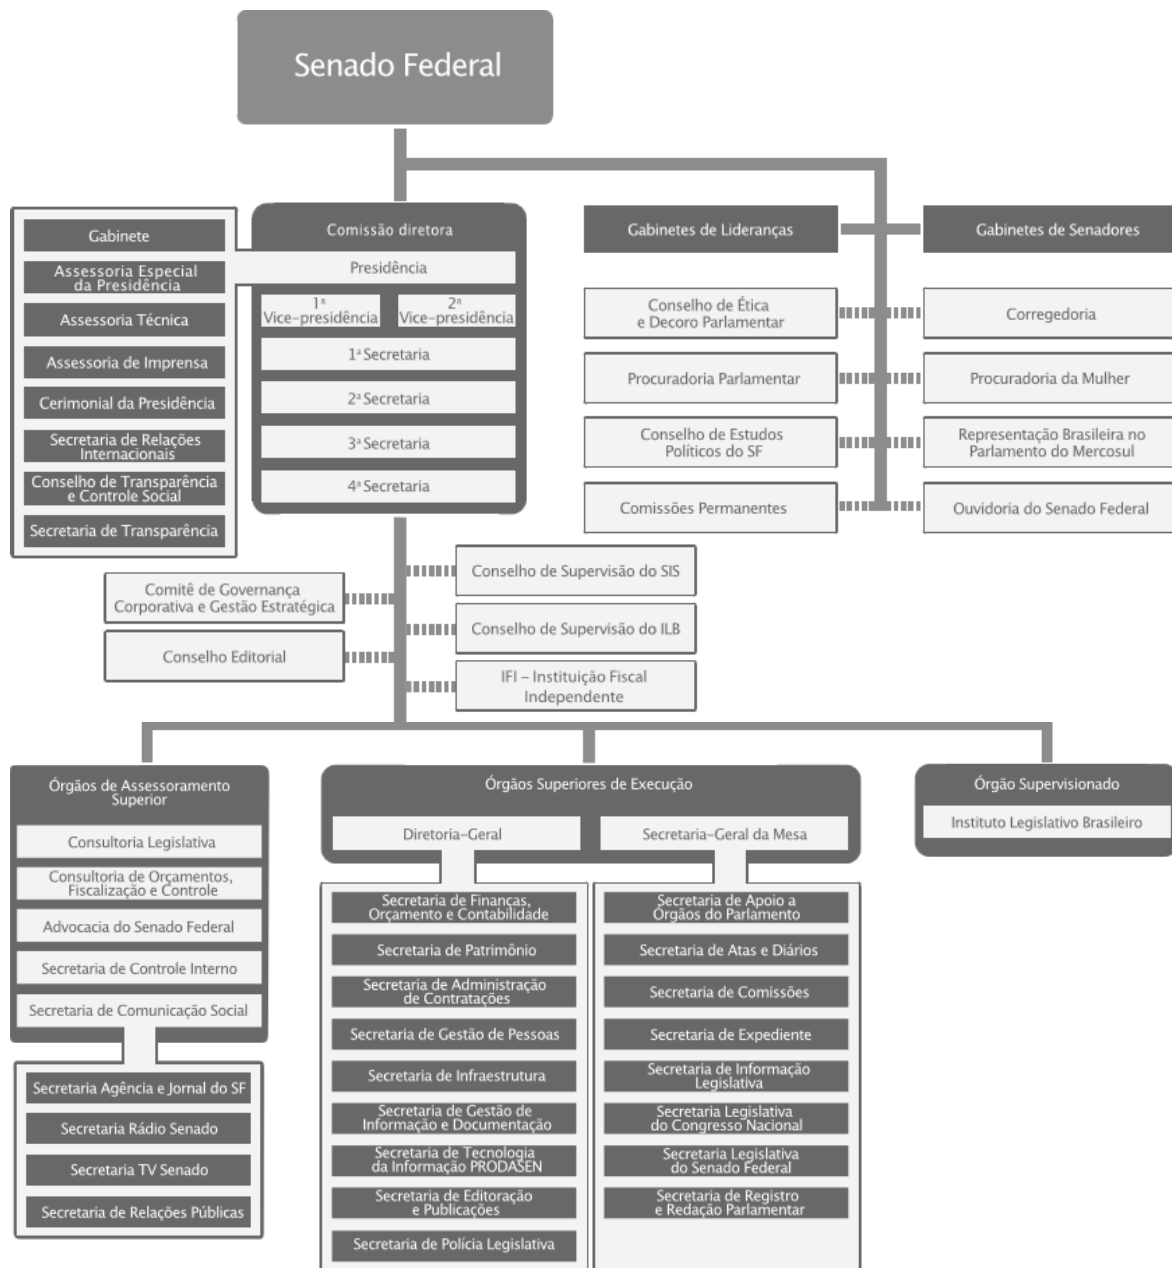 Senado Federal
Gabinete
Assessoria Especial
da Presidência
Assessoria Técnica
Assessoria de Imprensa
Cerimonial da Presidência
Secretaria de Relações
Internacionais
Conselho de Transparência
e Controle Social
Secretaria de Transparência
Comissão diretora
Presidência
1ª
Vice-presidência
2ª
Vice-presidência
1ª Secretaria
2ª Secretaria
3ª Secretaria
4ª Secretaria
Gabinetes de Lideranças
Gabinetes de Senadores
Conselho de Ética
e Decoro Parlamentar
Corregedoria
Procuradoria Parlamentar
Procuradoria da Mulher
Conselho de Estudos
Políticos do SF
Representação Brasileira no
Parlamento do Mercosul
Comissões Permanentes
Ouvidoria do Senado Federal
Comitê de Governança
Corporativa e Gestão Estratégica
Conselho Editorial
Conselho de Supervisão do SIS
Conselho de Supervisão do ILB
IFI – Instituição Fiscal
Independente
Órgãos de Assessoramento
Superior
Consultoria Legislativa
Consultoria de Orçamentos,
Fiscalização e Controle
Advocacia do Senado Federal
Secretaria de Controle Interno
Secretaria de Comunicação Social
Secretaria Agência e Jornal do SF
Secretaria Rádio Senado
Secretaria TV Senado
Secretaria de Relações Públicas
Órgãos Superiores de Execução
Diretoria-Geral
Secretaria de Finanças,
Orçamento e Contabilidade
Secretaria de Patrimônio
Secretaria de Administração
de Contratações
Secretaria de Gestão de Pessoas
Secretaria de Infraestrutura
Secretaria de Gestão de
Informação e Documentação
Secretaria de Tecnologia
da Informação PRODASEN
Secretaria de Editoração
e Publicações
Secretaria de Polícia Legislativa
Secretaria-Geral da Mesa
Secretaria de Apoio a
Órgãos do Parlamento
Secretaria de Atas e Diários
Secretaria de Comissões
Secretaria de Expediente
Secretaria de Informação
Legislativa
Secretaria Legislativa
do Congresso Nacional
Secretaria Legislativa
do Senado Federal
Secretaria de Registro
e Redação Parlamentar
Órgão Supervisionado
Instituto Legislativo Brasileiro